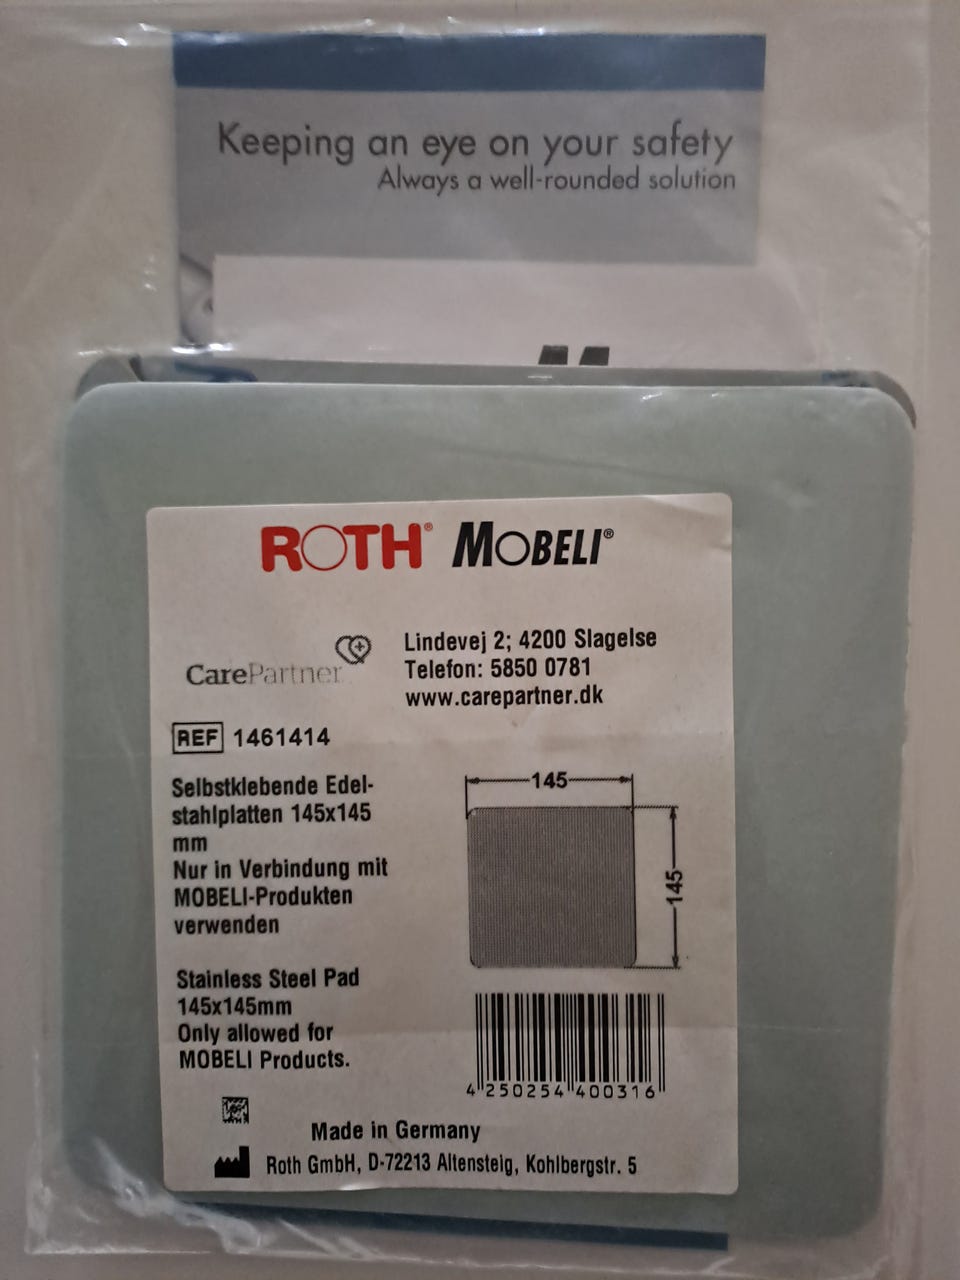 Keeping an eye on your safety
Always a well-rounded solution
ROTH® MOBELI®
CarePartner
Lindevej 2; 4200 Slagelse
Telefon: 5850 0781
www.carepartner.dk
REF 1461414
Selbstklebende Edel-
stahlplatten 145x145
mm
Nur in Verbindung mit
MOBELI-Produkten
verwenden
145
145
Stainless Steel Pad
145x145mm
Only allowed for
MOBELI Products.
4 250254 400316
Made in Germany
Roth GmbH, D-72213 Altensteig, Kohlbergstr. 5